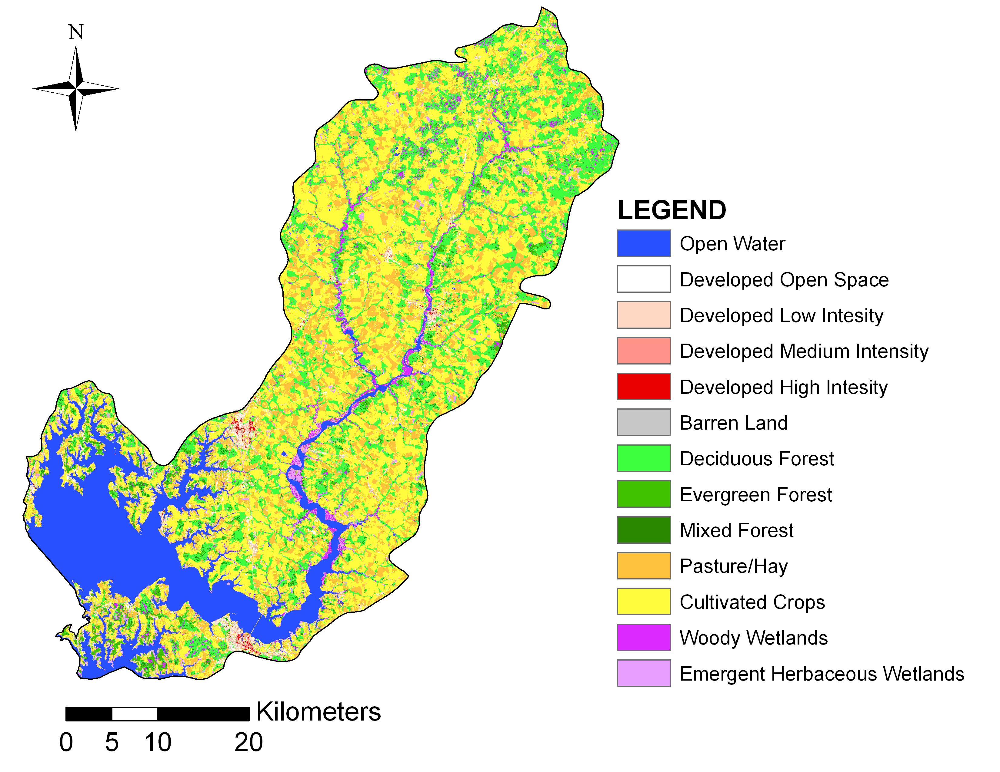 N
LEGEND
Open Water
Developed Open Space
Developed Low Intesity
Developed Medium Intensity
Developed High Intesity
Barren Land
Deciduous Forest
Evergreen Forest
Mixed Forest
Pasture/Hay
Cultivated Crops
Woody Wetlands
Emergent Herbaceous Wetlands
Kilometers
0 5 10 20